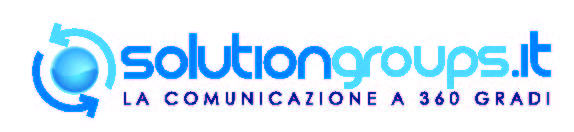 solutiongroups.it
LA COMUNICAZIONE A 360 GRADI